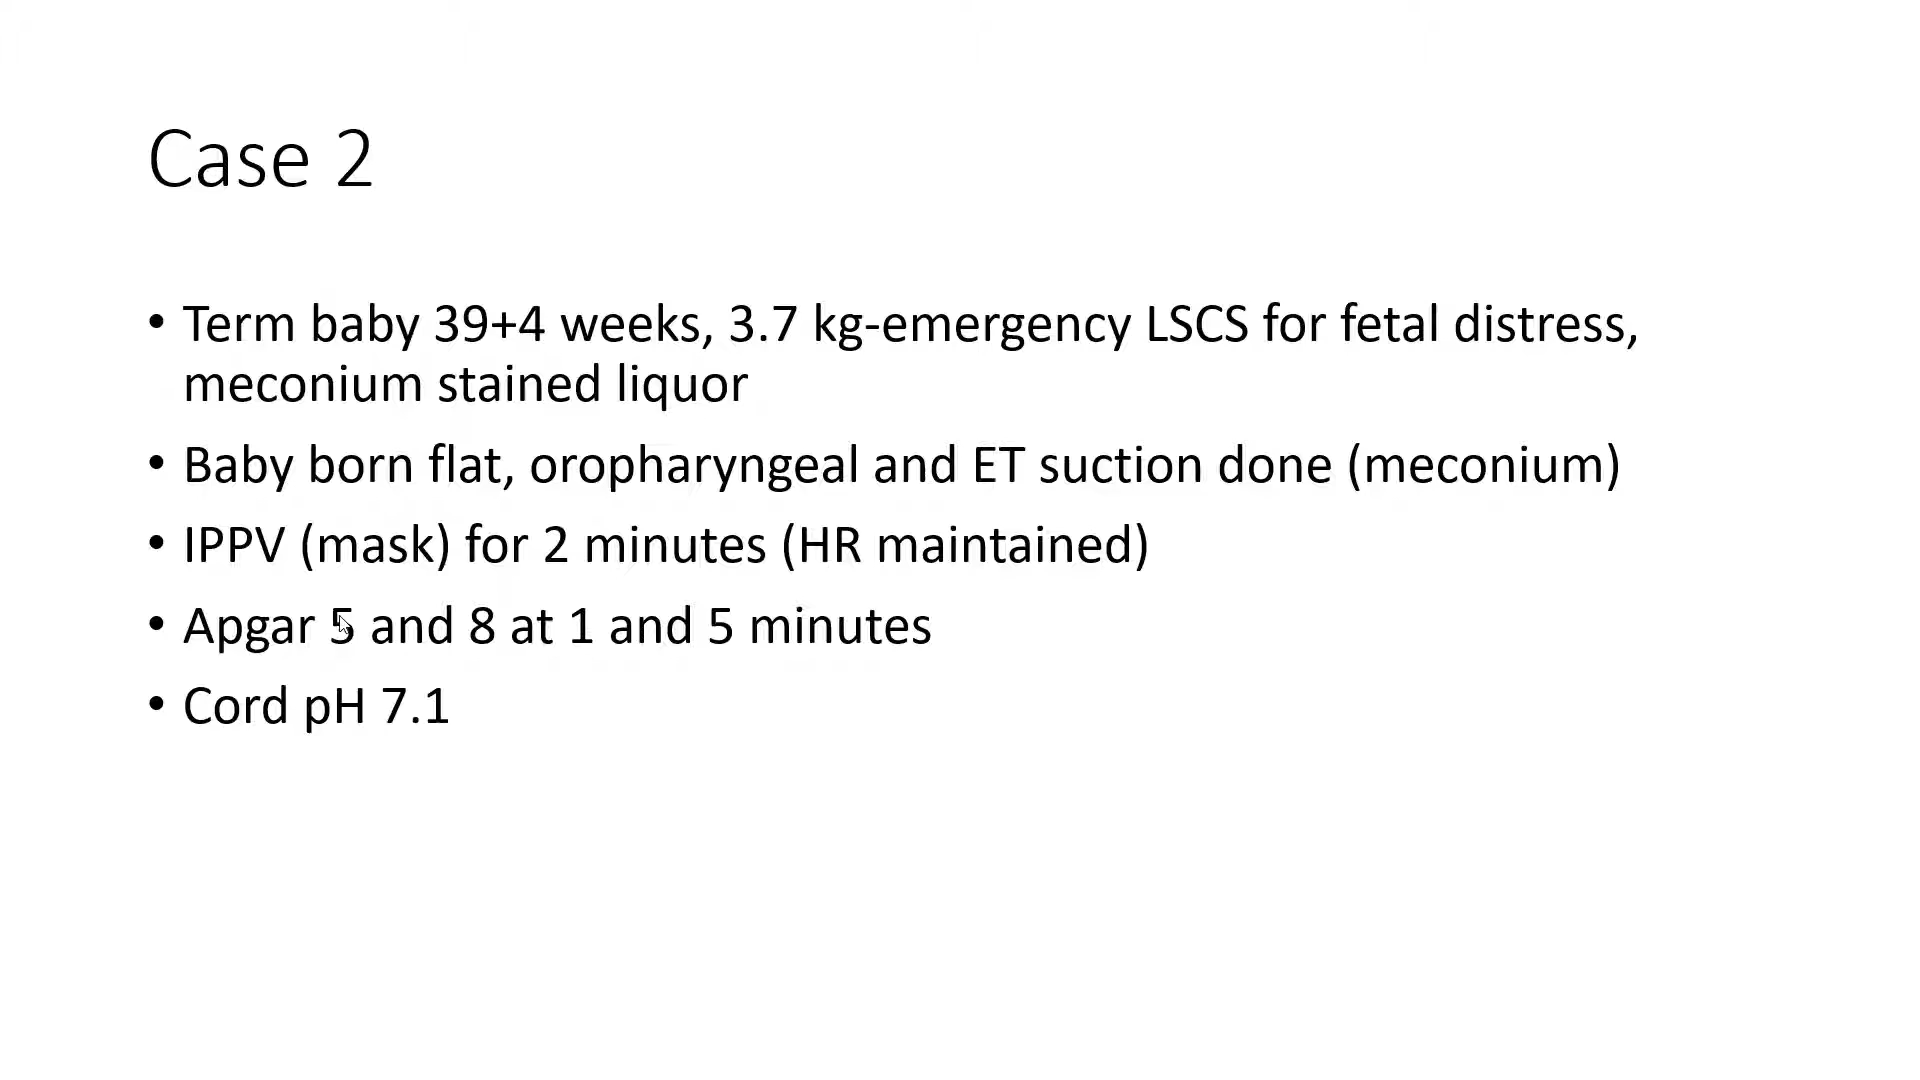 Case 2
• Term baby 39+4 weeks, 3.7 kg-emergency LSCS for fetal distress,
meconium stained liquor
• Baby born flat, oropharyngeal and ET suction done (meconium)
• IPPV (mask) for 2 minutes (HR maintained)
• Apgar 5 and 8 at 1 and 5 minutes
• Cord pH 7.1